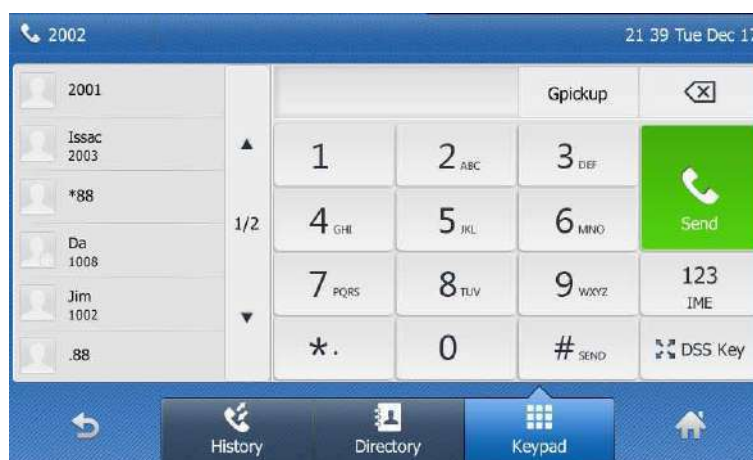 2002
21 39 Tue Dec 17
2001
Issac
2003
*88
Da
1008
Jim
1002
.88
▲
1/2
▼
Gpickup
1
2 ABC
3 DEF
Send
4 GHI
5 JKL
6 MNO
7 PQRS
8 TUV
9 WXYZ
123
IME
*.
0
# SEND
DSS Key
History
Directory
Keypad